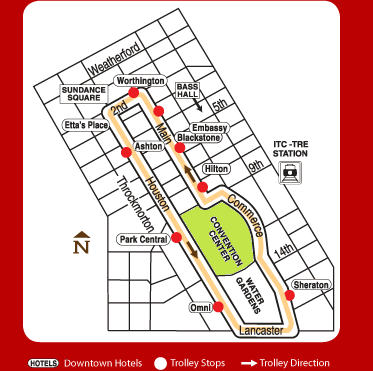 Weatherford
Worthington
SUNDANCE
SQUARE
BASS
HALL
2nd
5th
Etta's Place
Main
Embassy
Blackstone
Ashton
ITC -TRE
STATION
9th
Hilton
Houston
Throckmorton
Commerce
CONVENTION
CENTER
Park Central
N
14th
WATER
GARDENS
Sheraton
Omni
Lancaster
HOTELS Downtown Hotels Trolley Stops Trolley Direction